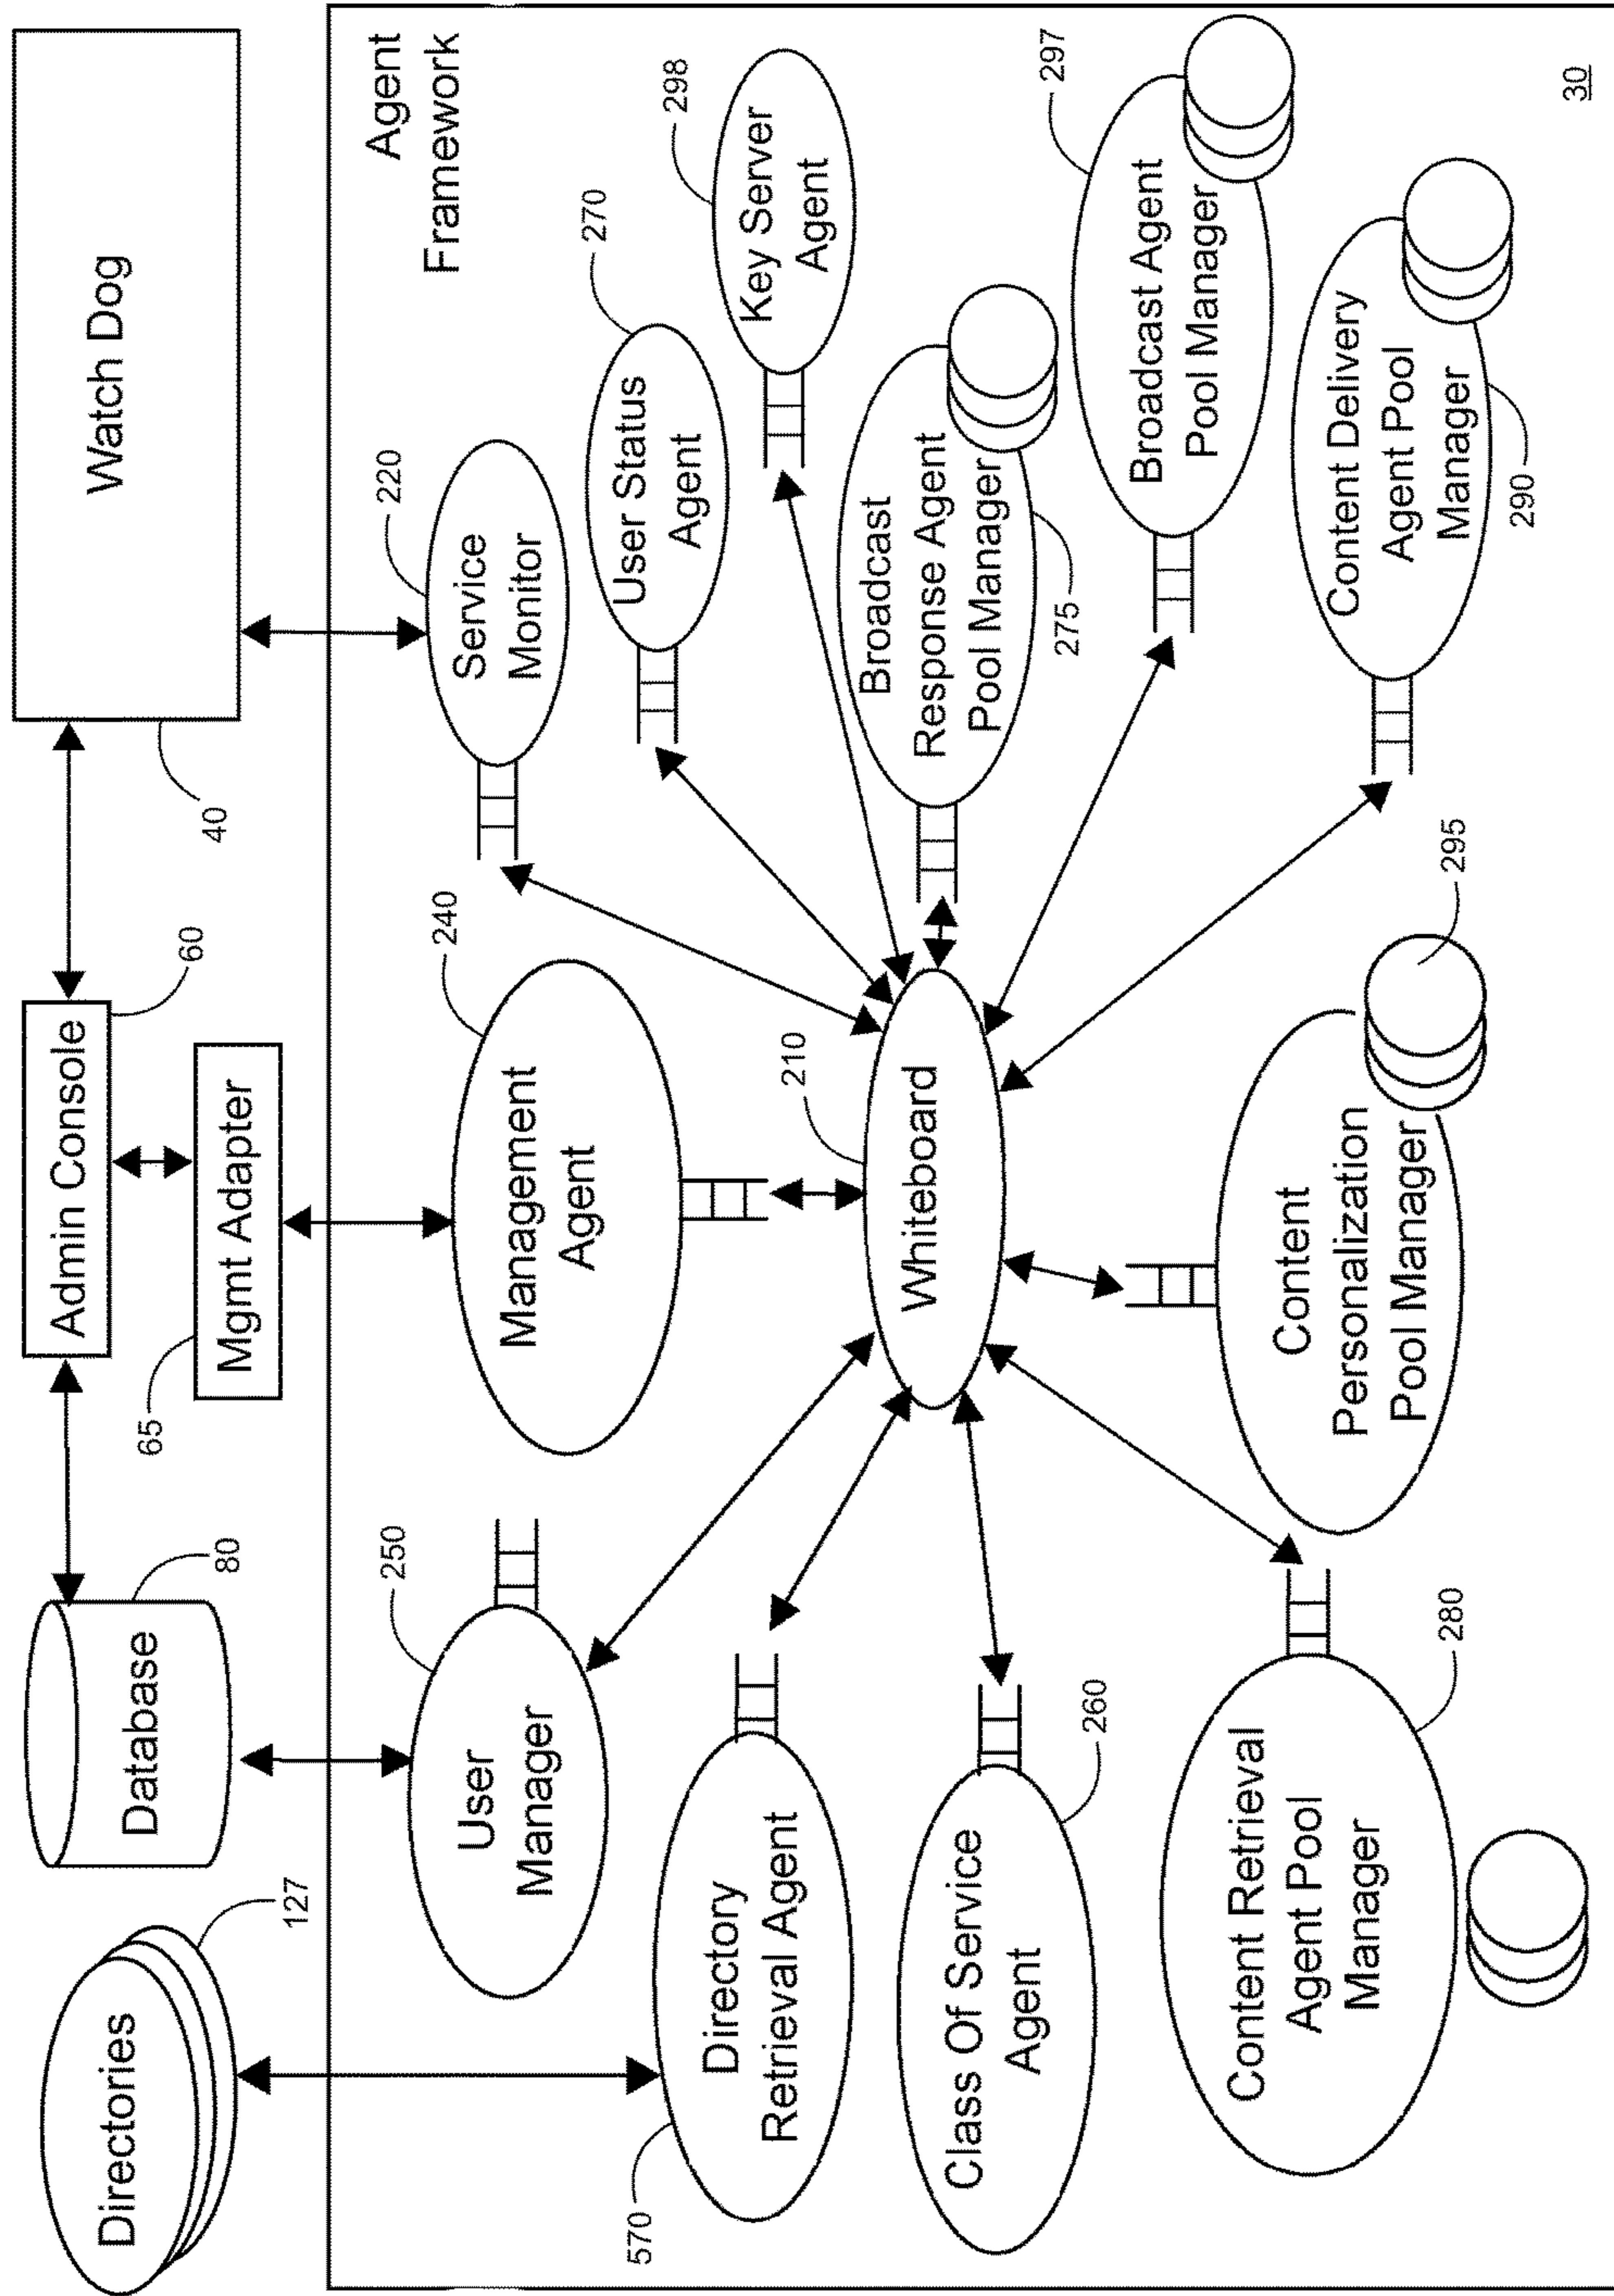 Directories
127
Database
80
Admin Console
60
Mgmt Adapter
65
Watch Dog
40
Agent
Framework
User
Manager
250
Management
Agent
240
Service
Monitor
220
User Status
Agent
270
Key Server
Agent
298
Directory
Retrieval Agent
570
Whiteboard
210
Broadcast
Response Agent
Pool Manager
275
Class Of Service
Agent
260
Broadcast Agent
Pool Manager
297
Content Retrieval
Agent Pool
Manager
280
Content
Personalization
Pool Manager
295
Content Delivery
Agent Pool
Manager
290
30